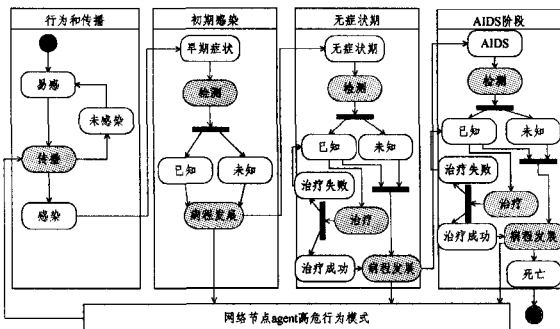 行为和传播
初期感染
无症状期
AIDS阶段
易感
未感染
传播
感染
早期症状
检测
已知
未知
病程发展
无症状期
检测
已知
未知
治疗失败
治疗
治疗成功
病程发展
AIDS
检测
已知
未知
治疗失败
治疗
治疗成功
病程发展
死亡
网络节点agent高危行为模式